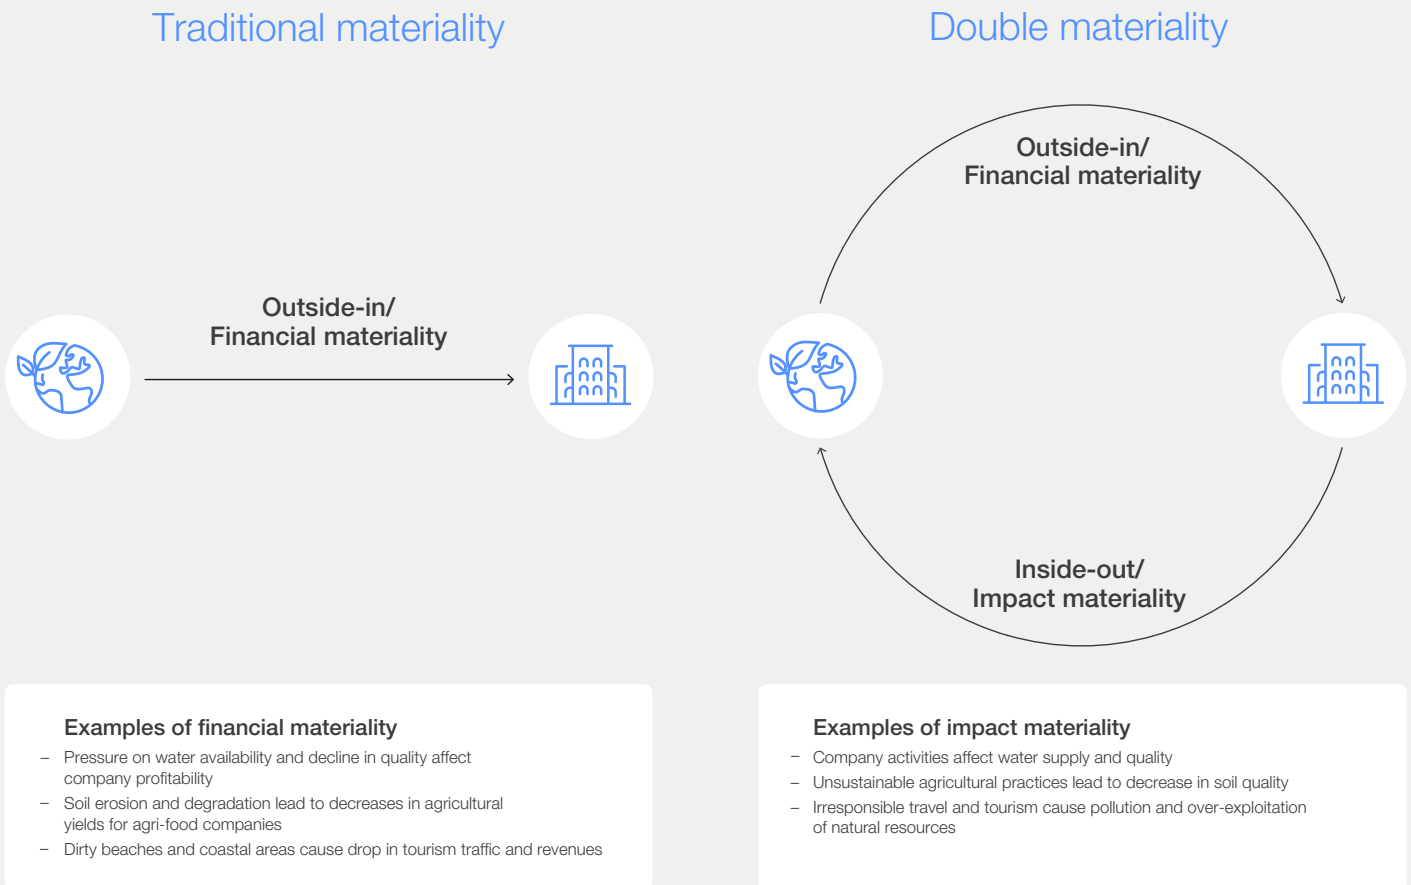 Traditional materiality
Outside-in/
Financial materiality
Examples of financial materiality
– Pressure on water availability and decline in quality affect
company profitability
– Soil erosion and degradation lead to decreases in agricultural
yields for agri-food companies
– Dirty beaches and coastal areas cause drop in tourism traffic and revenues
Double materiality
Outside-in/
Financial materiality
Inside-out/
Impact materiality
Examples of impact materiality
– Company activities affect water supply and quality
– Unsustainable agricultural practices lead to decrease in soil quality
– Irresponsible travel and tourism cause pollution and over-exploitation
of natural resources